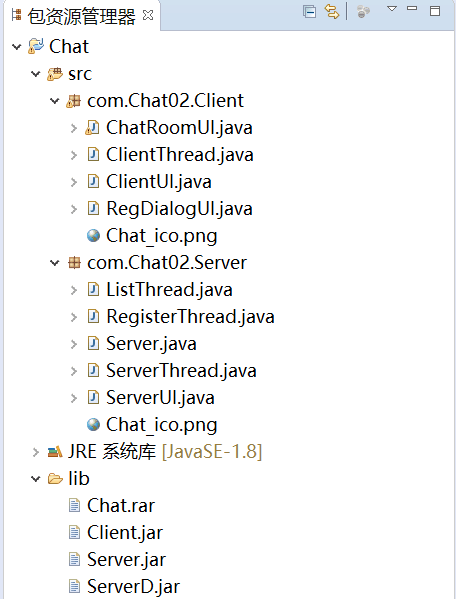 包资源管理器
Chat
src
com.Chat02.Client
ChatRoomUI.java
ClientThread.java
ClientUI.java
RegDialogUI.java
Chat_ico.png
com.Chat02.Server
ListThread.java
RegisterThread.java
Server.java
ServerThread.java
ServerUI.java
Chat_ico.png
JRE 系统库 [JavaSE-1.8]
lib
Chat.rar
Client.jar
Server.jar
ServerD.jar